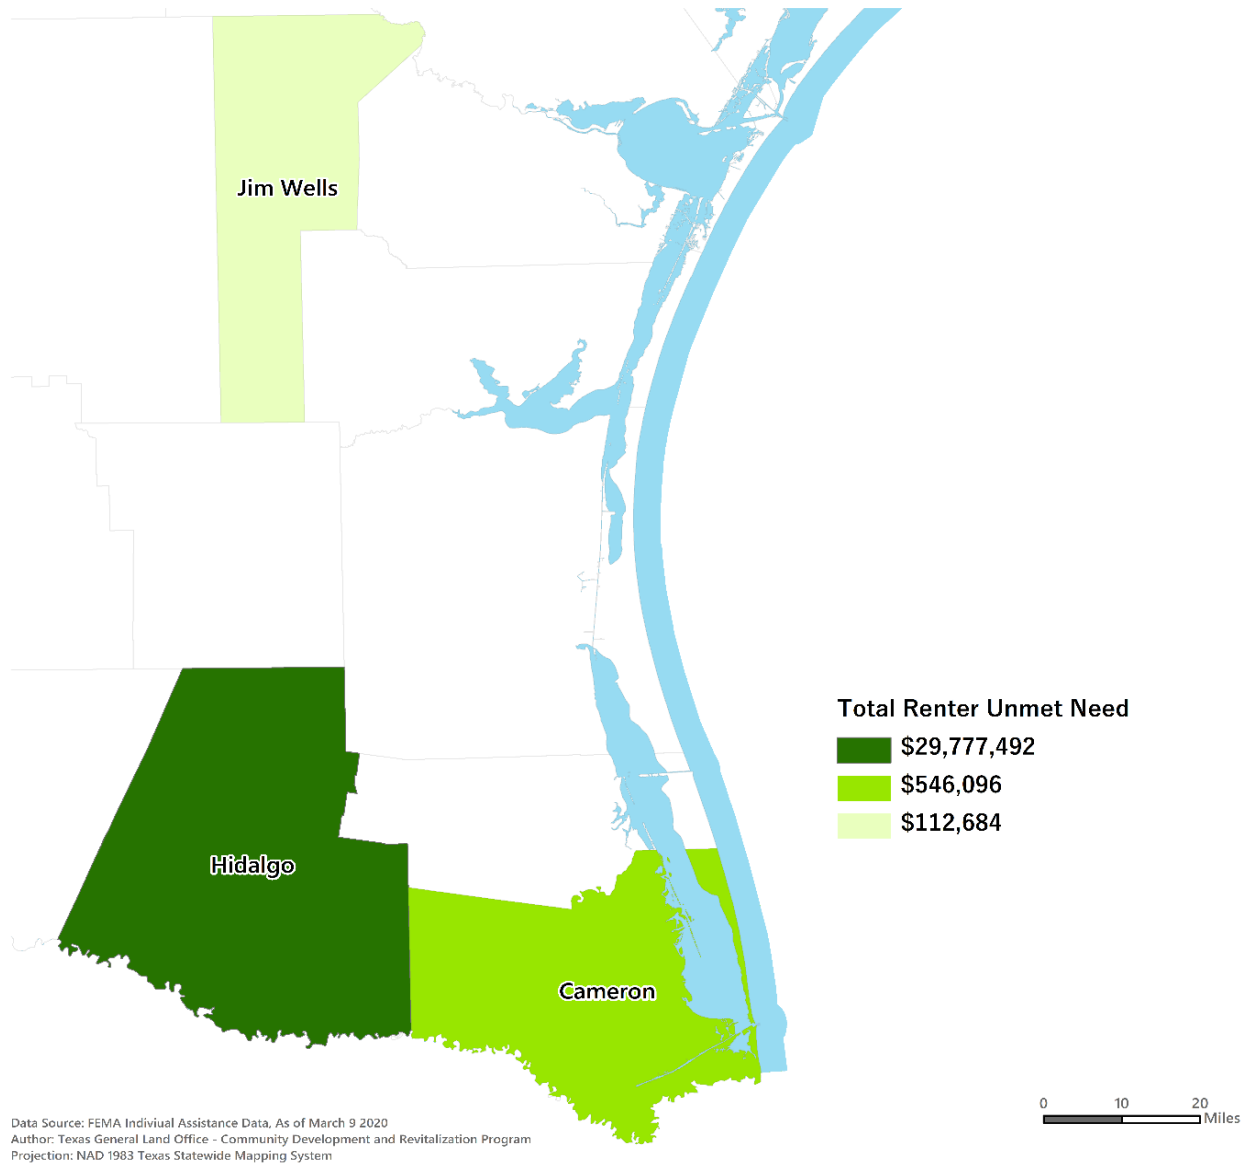 Jim Wells
Total Renter Unmet Need
$29,777,492
$546,096
$112,684
Hidalgo
Cameron
0 10 20
Miles
Data Source: FEMA Indiviual Assistance Data, As of March 9 2020
Author: Texas General Land Office - Community Development and Revitalization Program
Projection: NAD 1983 Texas Statewide Mapping System